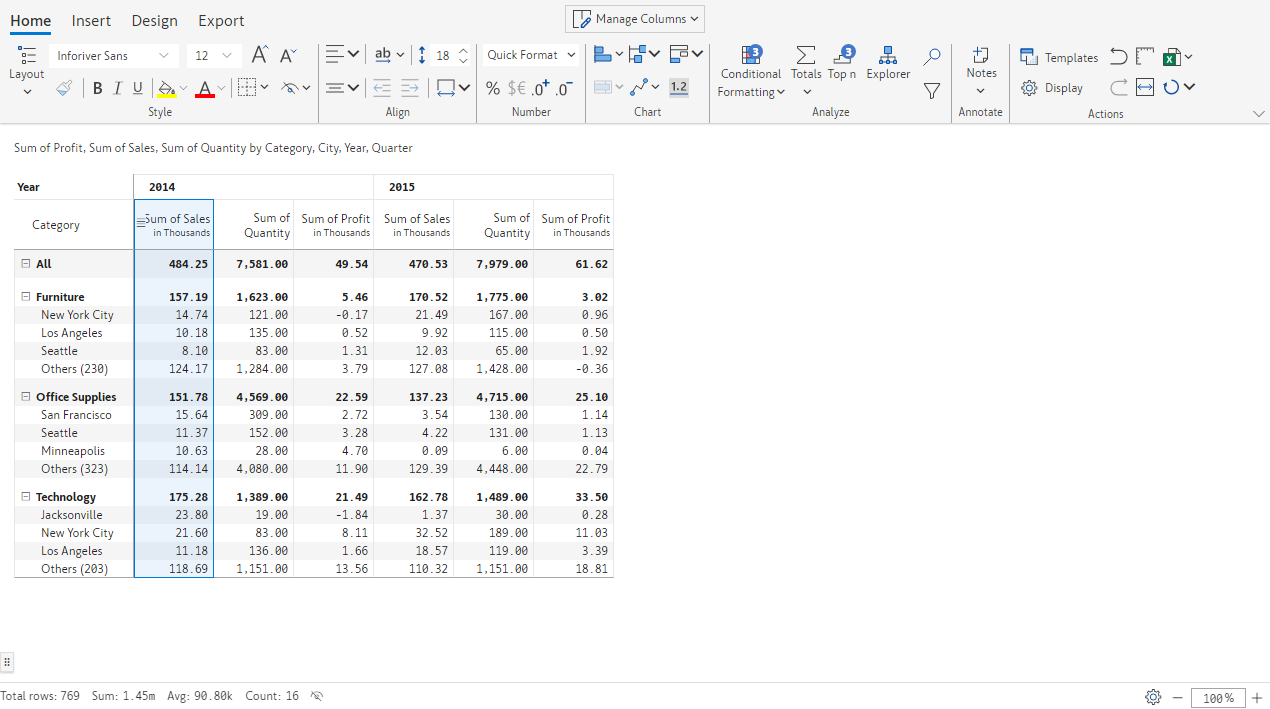 Home Insert Design Export
Manage Columns
Inforiver Sans 12 A A ab 18 Quick Format
Layout B I U A % $€ .0+ .0- 1.2
3 3
Conditional Formatting Totals Top n Explorer
Notes
Templates
Display
Style Align Number Chart Analyze Annotate Actions
Sum of Profit, Sum of Sales, Sum of Quantity by Category, City, Year, Quarter
Year 2014 2015
Category Sum of Sales in Thousands Sum of Quantity Sum of Profit in Thousands Sum of Sales in Thousands Sum of Quantity Sum of Profit in Thousands
All 484.25 7,581.00 49.54 470.53 7,979.00 61.62
Furniture 157.19 1,623.00 5.46 170.52 1,775.00 3.02
New York City 14.74 121.00 -0.17 21.49 167.00 0.96
Los Angeles 10.18 135.00 0.52 9.92 115.00 0.50
Seattle 8.10 83.00 1.31 12.03 65.00 1.92
Others (230) 124.17 1,284.00 3.79 127.08 1,428.00 -0.36
Office Supplies 151.78 4,569.00 22.59 137.23 4,715.00 25.10
San Francisco 15.64 309.00 2.72 3.54 130.00 1.14
Seattle 11.37 152.00 3.28 4.22 131.00 1.13
Minneapolis 10.63 28.00 4.70 0.09 6.00 0.04
Others (323) 114.14 4,080.00 11.90 129.39 4,448.00 22.79
Technology 175.28 1,389.00 21.49 162.78 1,489.00 33.50
Jacksonville 23.80 19.00 -1.84 1.37 30.00 0.28
New York City 21.60 83.00 8.11 32.52 189.00 11.03
Los Angeles 11.18 136.00 1.66 18.57 119.00 3.39
Others (203) 118.69 1,151.00 13.56 110.32 1,151.00 18.81
Total rows: 769 Sum: 1.45m Avg: 90.80k Count: 16 100%